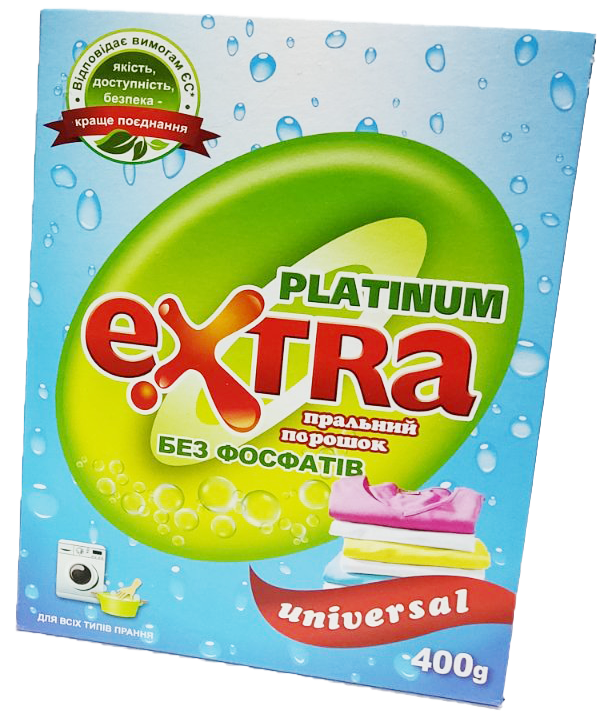 • Відповідає вимогам ЄС* •
якість,
доступність,
безпека -
краще поєднання
PLATINUM
extra
пральний
порошок
БЕЗ ФОСФАТІВ
universal
ДЛЯ ВСІХ ТИПІВ ПРАННЯ
400g